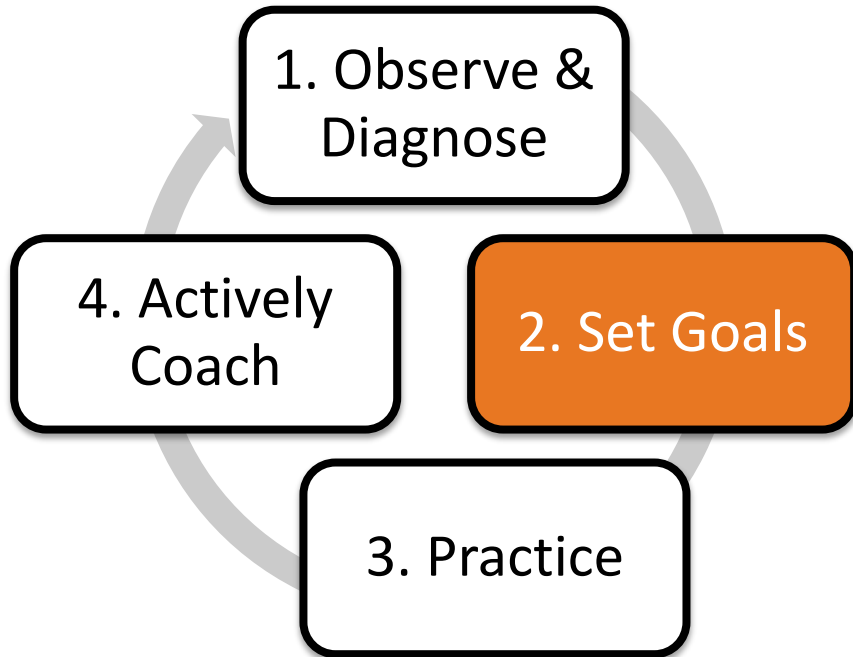 1. Observe &
Diagnose
2. Set Goals
3. Practice
4. Actively
Coach